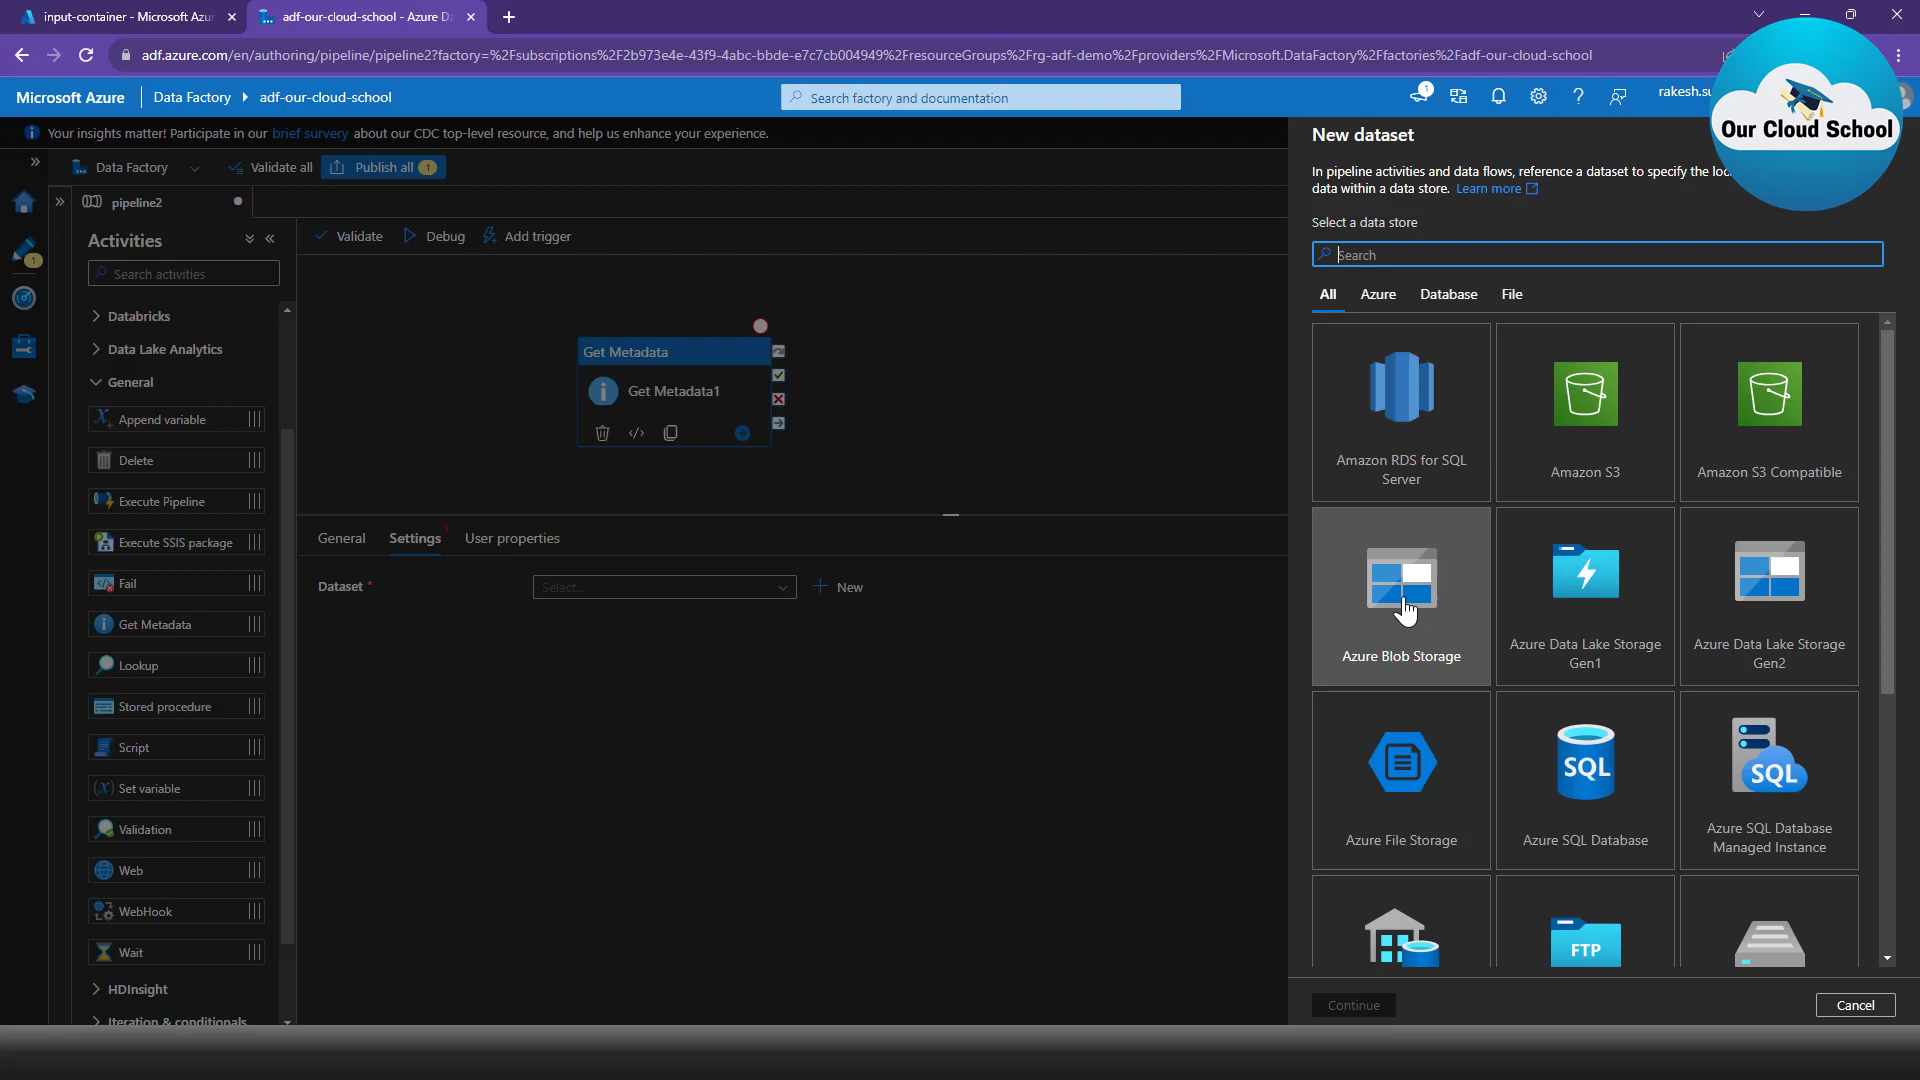 input-container - Microsoft Azu
adf-our-cloud-school - Azure Da
adf.azure.com/en/authoring/pipeline/pipeline2?factory=%2Fsubscriptions%2F2b973e4e-43f9-4abc-bbde-e7c7cb004949%2FresourceGroups%2Frg-adf-demo%2Fproviders%2FMicrosoft.DataFactory%2Ffactories%2Fadf-our-cloud-school
Microsoft Azure
Data Factory
adf-our-cloud-school
Search factory and documentation
1
rakesh.su
Our Cloud School
Your insights matter! Participate in our brief survey about our CDC top-level resource, and help us enhance your experience.
Data Factory
Validate all
Publish all 1
pipeline2
1
Activities
Search activities
Databricks
Data Lake Analytics
General
Append variable
Delete
Execute Pipeline
Execute SSIS package
Fail
Get Metadata
Lookup
Stored procedure
Script
Set variable
Validation
Web
WebHook
Wait
HDInsight
Iteration & conditionals
Validate
Debug
Add trigger
Get Metadata
Get Metadata1
General
Settings 1
User properties
Dataset *
Select...
New
New dataset
In pipeline activities and data flows, reference a dataset to specify the loc
data within a data store. Learn more
Select a data store
Search
All
Azure
Database
File
Amazon RDS for SQL
Server
Amazon S3
Amazon S3 Compatible
Azure Blob Storage
Azure Data Lake Storage
Gen1
Azure Data Lake Storage
Gen2
Azure File Storage
SQL
Azure SQL Database
SQL
Azure SQL Database
Managed Instance
FTP
Continue
Cancel